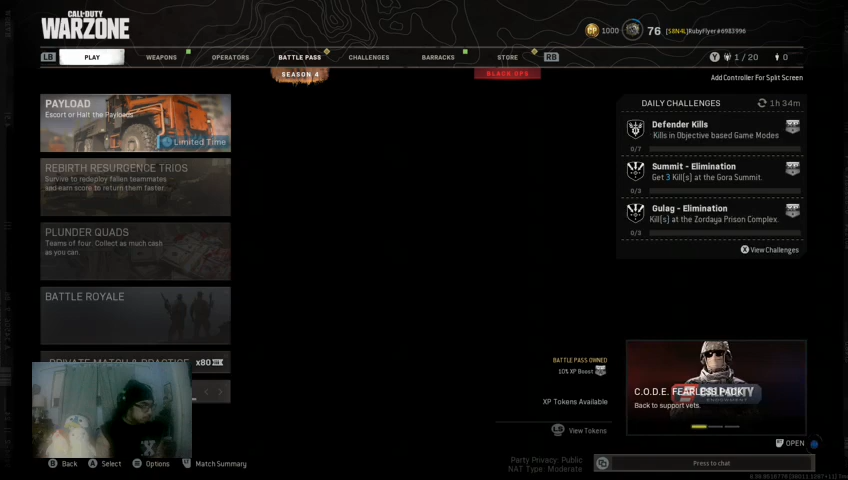 CALL OF DUTY
WARZONE
1000
76
[SBN4L]RubyFlyer#6983996
LB
PLAY
WEAPONS
OPERATORS
BATTLE PASS
CHALLENGES
BARRACKS
STORE
RB
Y
1 / 20
0
SEASON 4
BLACK OPS
Add Controller For Split Screen
PAYLOAD
Escort or Halt the Payloads
Limited Time
REBIRTH RESURGENCE TRIOS
Survive to redeploy fallen teammates
and earn score to return them faster.
PLUNDER QUADS
Teams of four. Collect as much cash
as you can.
BATTLE ROYALE
PRIVATE MATCH & PRACTICE
x80
DAILY CHALLENGES
1h 34m
Defender Kills
Kills in Objective based Game Modes
0/7
Summit - Elimination
Get 3 Kill(s) at the Gora Summit.
0/3
Gulag - Elimination
Kill(s) at the Zordaya Prison Complex.
0/3
X View Challenges
BATTLE PASS OWNED
10% XP Boost
XP Tokens Available
LS View Tokens
C.O.D.E. FEARLESS PACK
Back to support vets.
OPEN
B Back
A Select
Options
Match Summary
Party Privacy: Public
NAT Type: Moderate
Press to chat